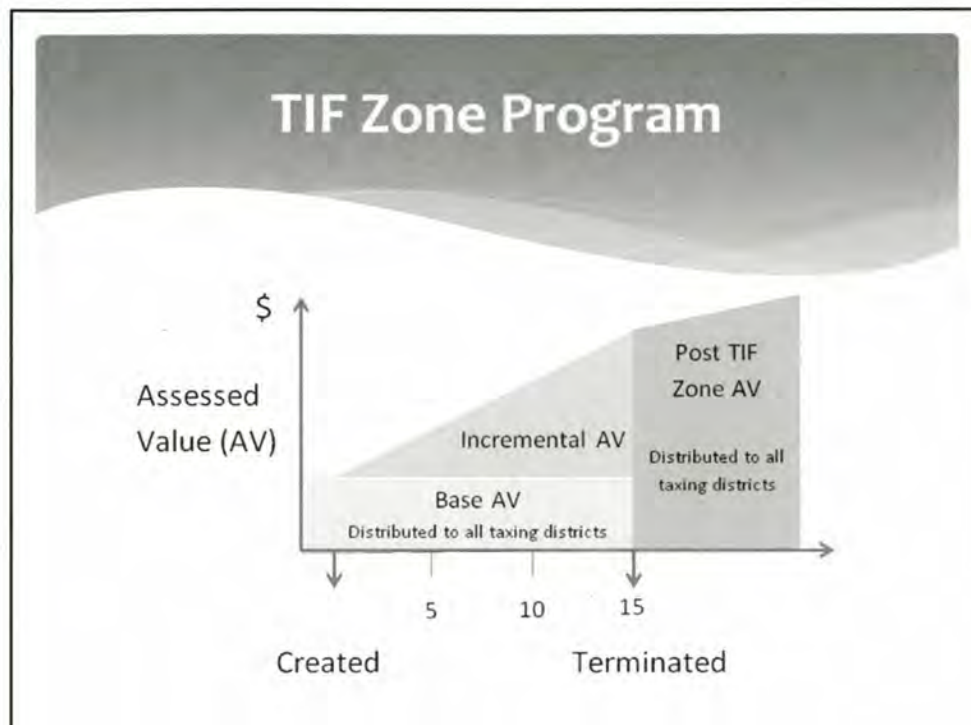 TIF Zone Program
$
Assessed
Value (AV)
Post TIF
Zone AV
Incremental AV
Distributed to all
taxing districts
Base AV
Distributed to all taxing districts
5
10
15
Created
Terminated